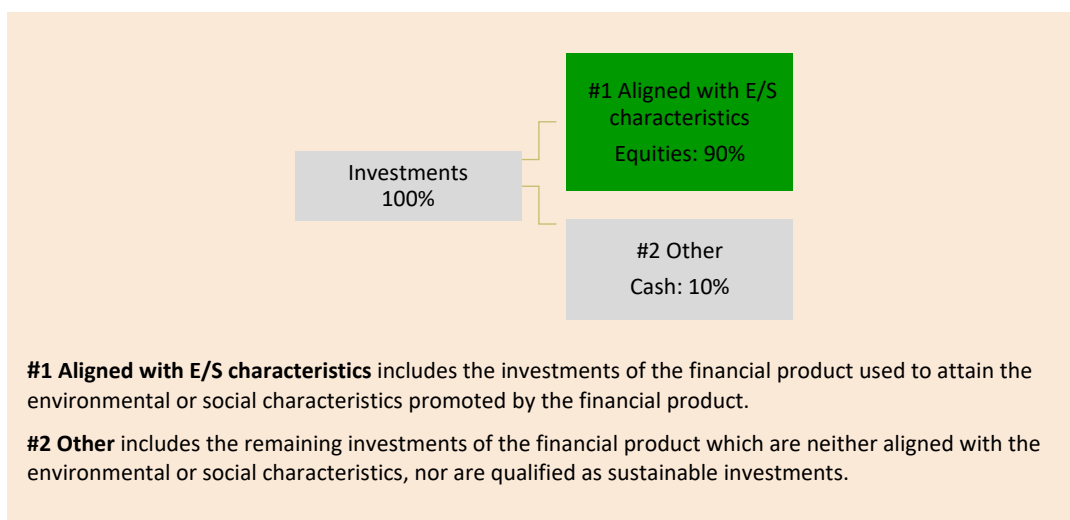 #1 Aligned with E/S
characteristics
Equities: 90%
Investments
100%
#2 Other
Cash: 10%
#1 Aligned with E/S characteristics includes the investments of the financial product used to attain the
environmental or social characteristics promoted by the financial product.
#2 Other includes the remaining investments of the financial product which are neither aligned with the
environmental or social characteristics, nor are qualified as sustainable investments.